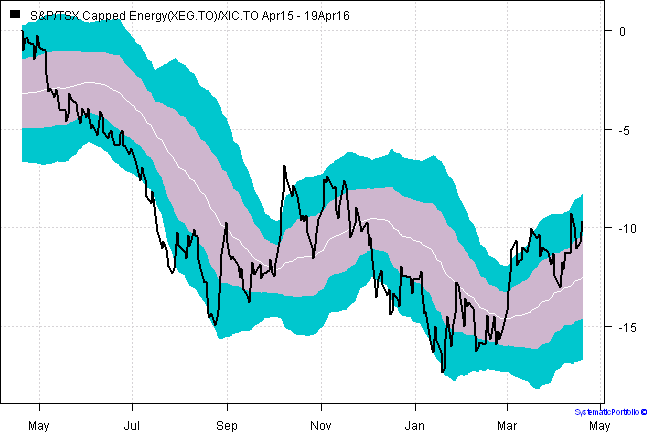 S&P/TSX Capped Energy(XEG.TO)/XIC.TO Apr15 - 19Apr16
0
-5
-10
-15
SystematicPortfolio ©
May Jul Sep Nov Jan Mar May